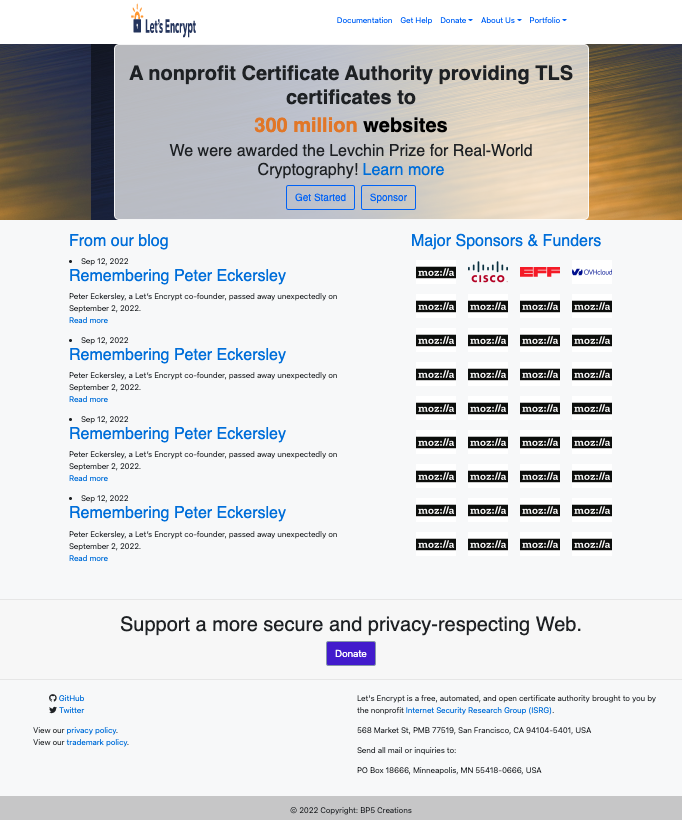 Let's Encrypt
Documentation Get Help Donate About Us Portfolio
A nonprofit Certificate Authority providing TLS
certificates to
300 million websites
We were awarded the Levchin Prize for Real-World
Cryptography! Learn more
Get Started Sponsor
From our blog
Sep 12, 2022
Remembering Peter Eckersley
Peter Eckersley, a Let's Encrypt co-founder, passed away unexpectedly on
September 2, 2022.
Read more
Sep 12, 2022
Remembering Peter Eckersley
Peter Eckersley, a Let's Encrypt co-founder, passed away unexpectedly on
September 2, 2022.
Read more
Sep 12, 2022
Remembering Peter Eckersley
Peter Eckersley, a Let's Encrypt co-founder, passed away unexpectedly on
September 2, 2022.
Read more
Sep 12, 2022
Remembering Peter Eckersley
Peter Eckersley, a Let's Encrypt co-founder, passed away unexpectedly on
September 2, 2022.
Read more
Major Sponsors & Funders
moz://a CISCO EFF OVHcloud
moz://a moz://a moz://a moz://a
moz://a moz://a moz://a moz://a
moz://a moz://a moz://a moz://a
moz://a moz://a moz://a moz://a
moz://a moz://a moz://a moz://a
moz://a moz://a moz://a moz://a
moz://a moz://a moz://a moz://a
moz://a moz://a moz://a moz://a
Support a more secure and privacy-respecting Web.
Donate
GitHub
Twitter
View our privacy policy.
View our trademark policy.
Let's Encrypt is a free, automated, and open certificate authority brought to you by
the nonprofit Internet Security Research Group (ISRG).
568 Market St, PMB 77519, San Francisco, CA 94104-5401, USA
Send all mail or inquiries to:
PO Box 18666, Minneapolis, MN 55418-0666, USA
© 2022 Copyright: BP5 Creations